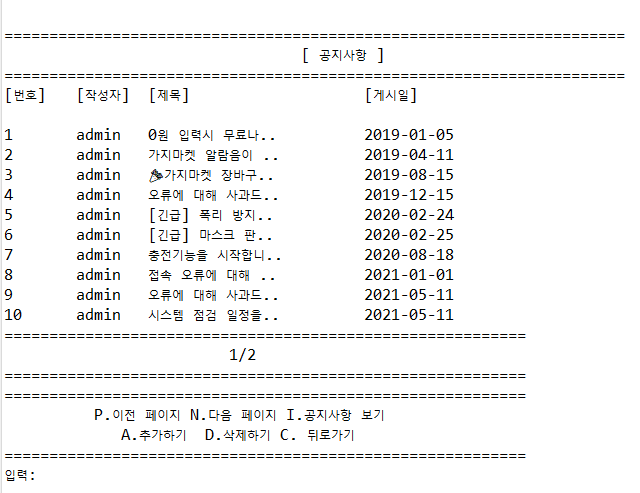 =====================================================================
[ 공지사항 ]
=====================================================================
[번호] [작성자] [제목] [게시일]
1 admin 0원 입력시 무료나.. 2019-01-05
2 admin 가지마켓 알람음이 .. 2019-04-11
3 admin 🎤가지마켓 장바구.. 2019-08-15
4 admin 오류에 대해 사과드.. 2019-12-15
5 admin [긴급] 폭리 방지.. 2020-02-24
6 admin [긴급] 마스크 판.. 2020-02-25
7 admin 충전기능을 시작합니.. 2020-08-18
8 admin 접속 오류에 대해 .. 2021-01-01
9 admin 오류에 대해 사과드.. 2021-05-11
10 admin 시스템 점검 일정을.. 2021-05-11
==========================================================
1/2
==========================================================
==========================================================
P.이전 페이지 N.다음 페이지 I.공지사항 보기
A.추가하기 D.삭제하기 C. 뒤로가기
==========================================================
입력: